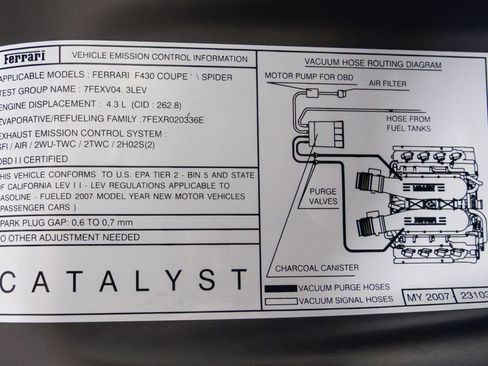 Ferrari
VEHICLE EMISSION CONTROL INFORMATION
APPLICABLE MODELS : FERRARI F430 COUPE' \ SPIDER
TEST GROUP NAME : 7FEXV04. 3LEV
ENGINE DISPLACEMENT : 4.3 L (CID : 262.8)
EVAPORATIVE/REFUELING FAMILY : 7FEXR020336E
EXHAUST EMISSION CONTROL SYSTEM :
SFI / AIR / 2WU-TWC / 2TWC / 2HO2S(2)
OBD II CERTIFIED
THIS VEHICLE CONFORMS TO U.S. EPA TIER 2 - BIN 5 AND STATE
OF CALIFORNIA LEV I I - LEV REGULATIONS APPLICABLE TO
GASOLINE - FUELED 2007 MODEL YEAR NEW MOTOR VEHICLES
(PASSENGER CARS )
SPARK PLUG GAP: 0,6 TO 0,7 mm
NO OTHER ADJUSTMENT NEEDED
CATALYST
VACUUM HOSE ROUTING DIAGRAM
MOTOR PUMP FOR OBD
AIR FILTER
HOSE FROM
FUEL TANKS
PURGE
VALVES
CHARCOAL CANISTER
VACUUM PURGE HOSES
VACUUM SIGNAL HOSES
MY 2007
23103